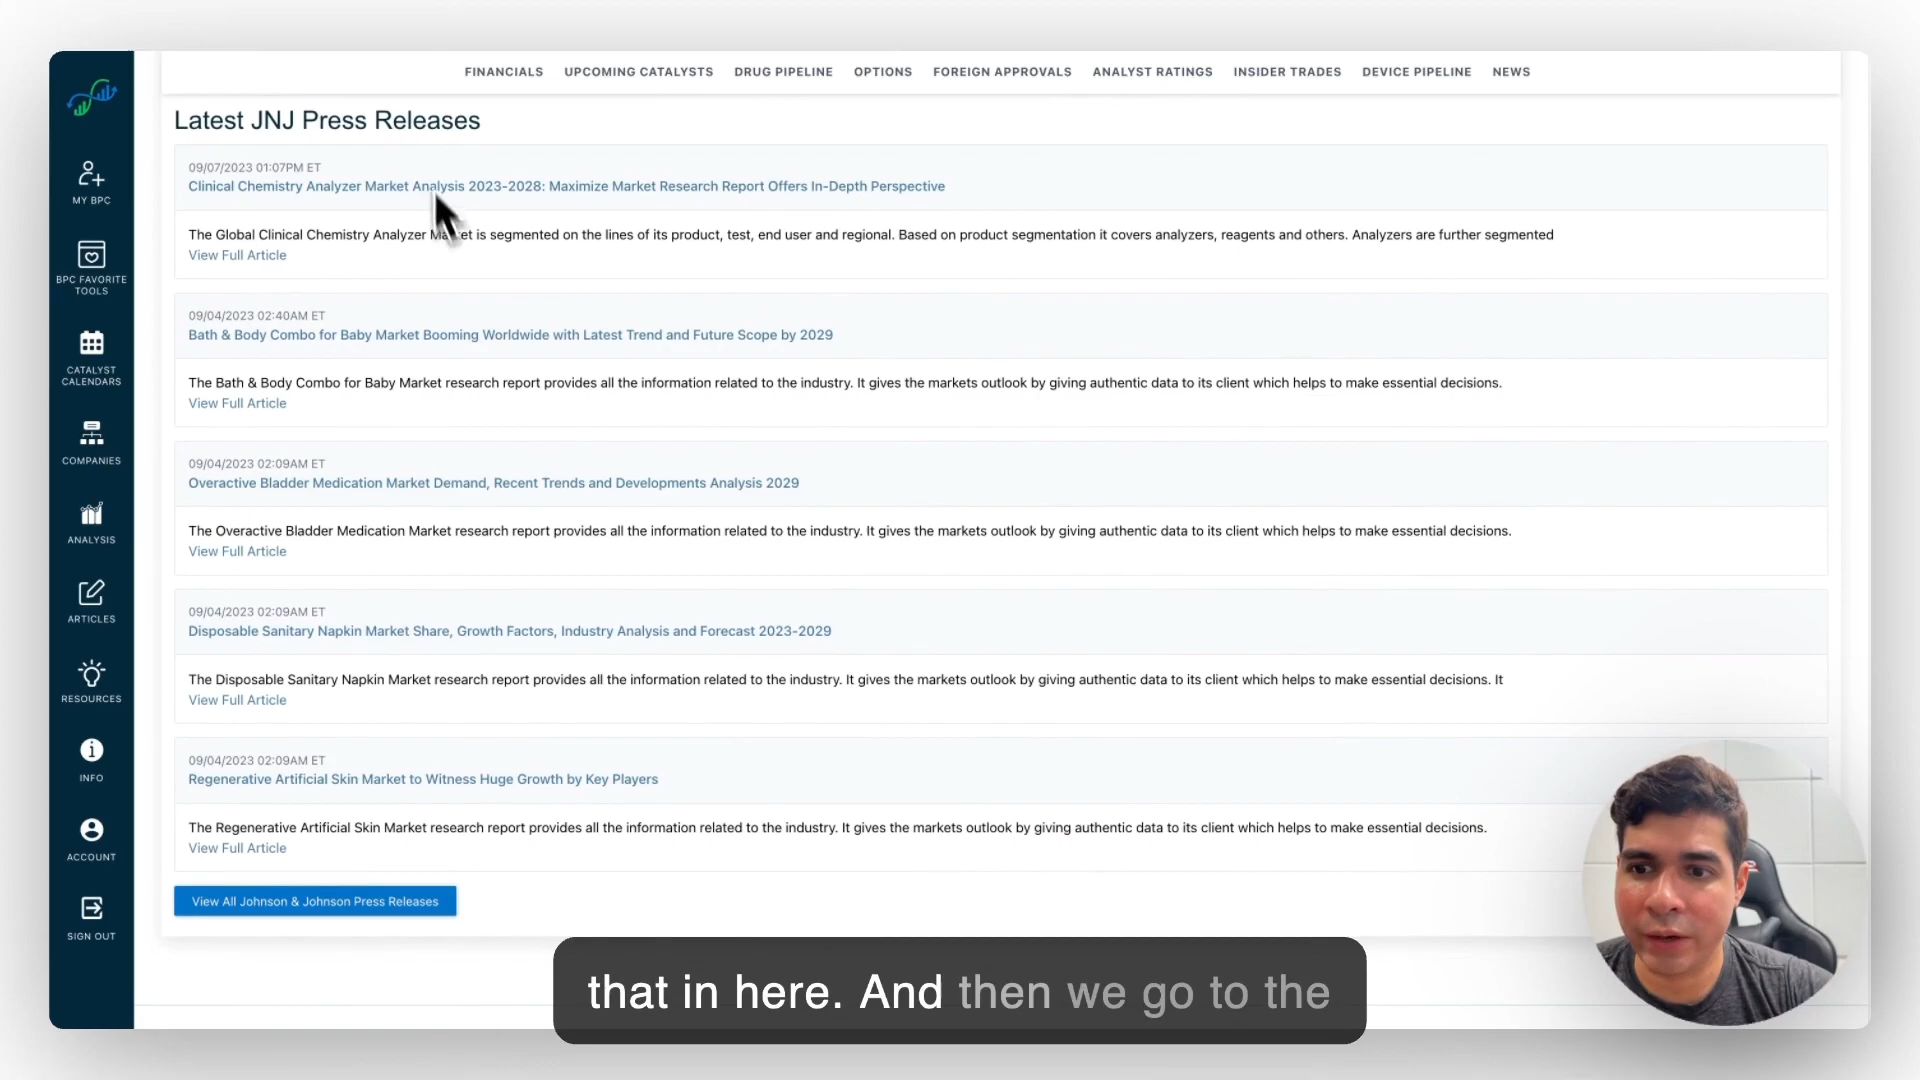 FINANCIALS UPCOMING CATALYSTS DRUG PIPELINE OPTIONS FOREIGN APPROVALS ANALYST RATINGS INSIDER TRADES DEVICE PIPELINE NEWS
MY BPC
BPC FAVORITE
TOOLS
CATALYST
CALENDARS
COMPANIES
ANALYSIS
ARTICLES
RESOURCES
INFO
ACCOUNT
SIGN OUT
Latest JNJ Press Releases
09/07/2023 01:07PM ET
Clinical Chemistry Analyzer Market Analysis 2023-2028: Maximize Market Research Report Offers In-Depth Perspective
The Global Clinical Chemistry Analyzer Market is segmented on the lines of its product, test, end user and regional. Based on product segmentation it covers analyzers, reagents and others. Analyzers are further segmented
View Full Article
09/04/2023 02:40AM ET
Bath & Body Combo for Baby Market Booming Worldwide with Latest Trend and Future Scope by 2029
The Bath & Body Combo for Baby Market research report provides all the information related to the industry. It gives the markets outlook by giving authentic data to its client which helps to make essential decisions.
View Full Article
09/04/2023 02:09AM ET
Overactive Bladder Medication Market Demand, Recent Trends and Developments Analysis 2029
The Overactive Bladder Medication Market research report provides all the information related to the industry. It gives the markets outlook by giving authentic data to its client which helps to make essential decisions.
View Full Article
09/04/2023 02:09AM ET
Disposable Sanitary Napkin Market Share, Growth Factors, Industry Analysis and Forecast 2023-2029
The Disposable Sanitary Napkin Market research report provides all the information related to the industry. It gives the markets outlook by giving authentic data to its client which helps to make essential decisions. It
View Full Article
09/04/2023 02:09AM ET
Regenerative Artificial Skin Market to Witness Huge Growth by Key Players
The Regenerative Artificial Skin Market research report provides all the information related to the industry. It gives the markets outlook by giving authentic data to its client which helps to make essential decisions.
View Full Article
View All Johnson & Johnson Press Releases
that in here. And then we go to the